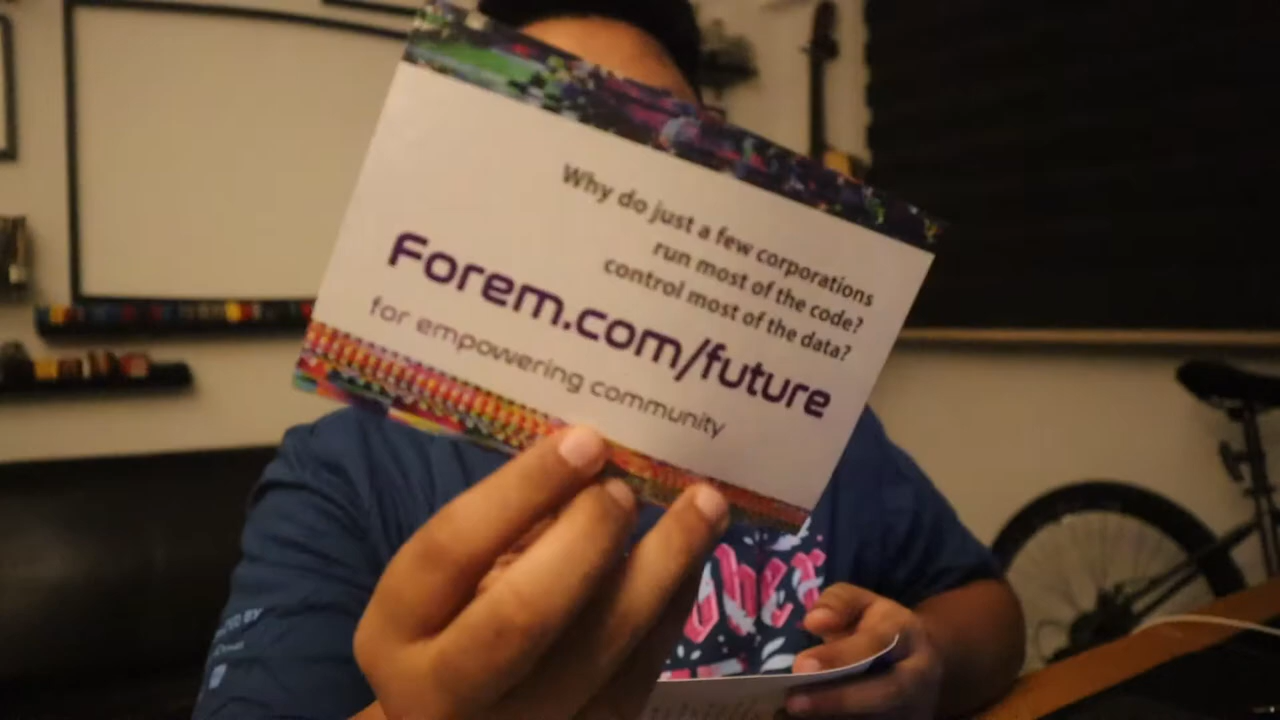 Why do just a few corporations
run most of the code?
control most of the data?
Forem.com/future
for empowering community